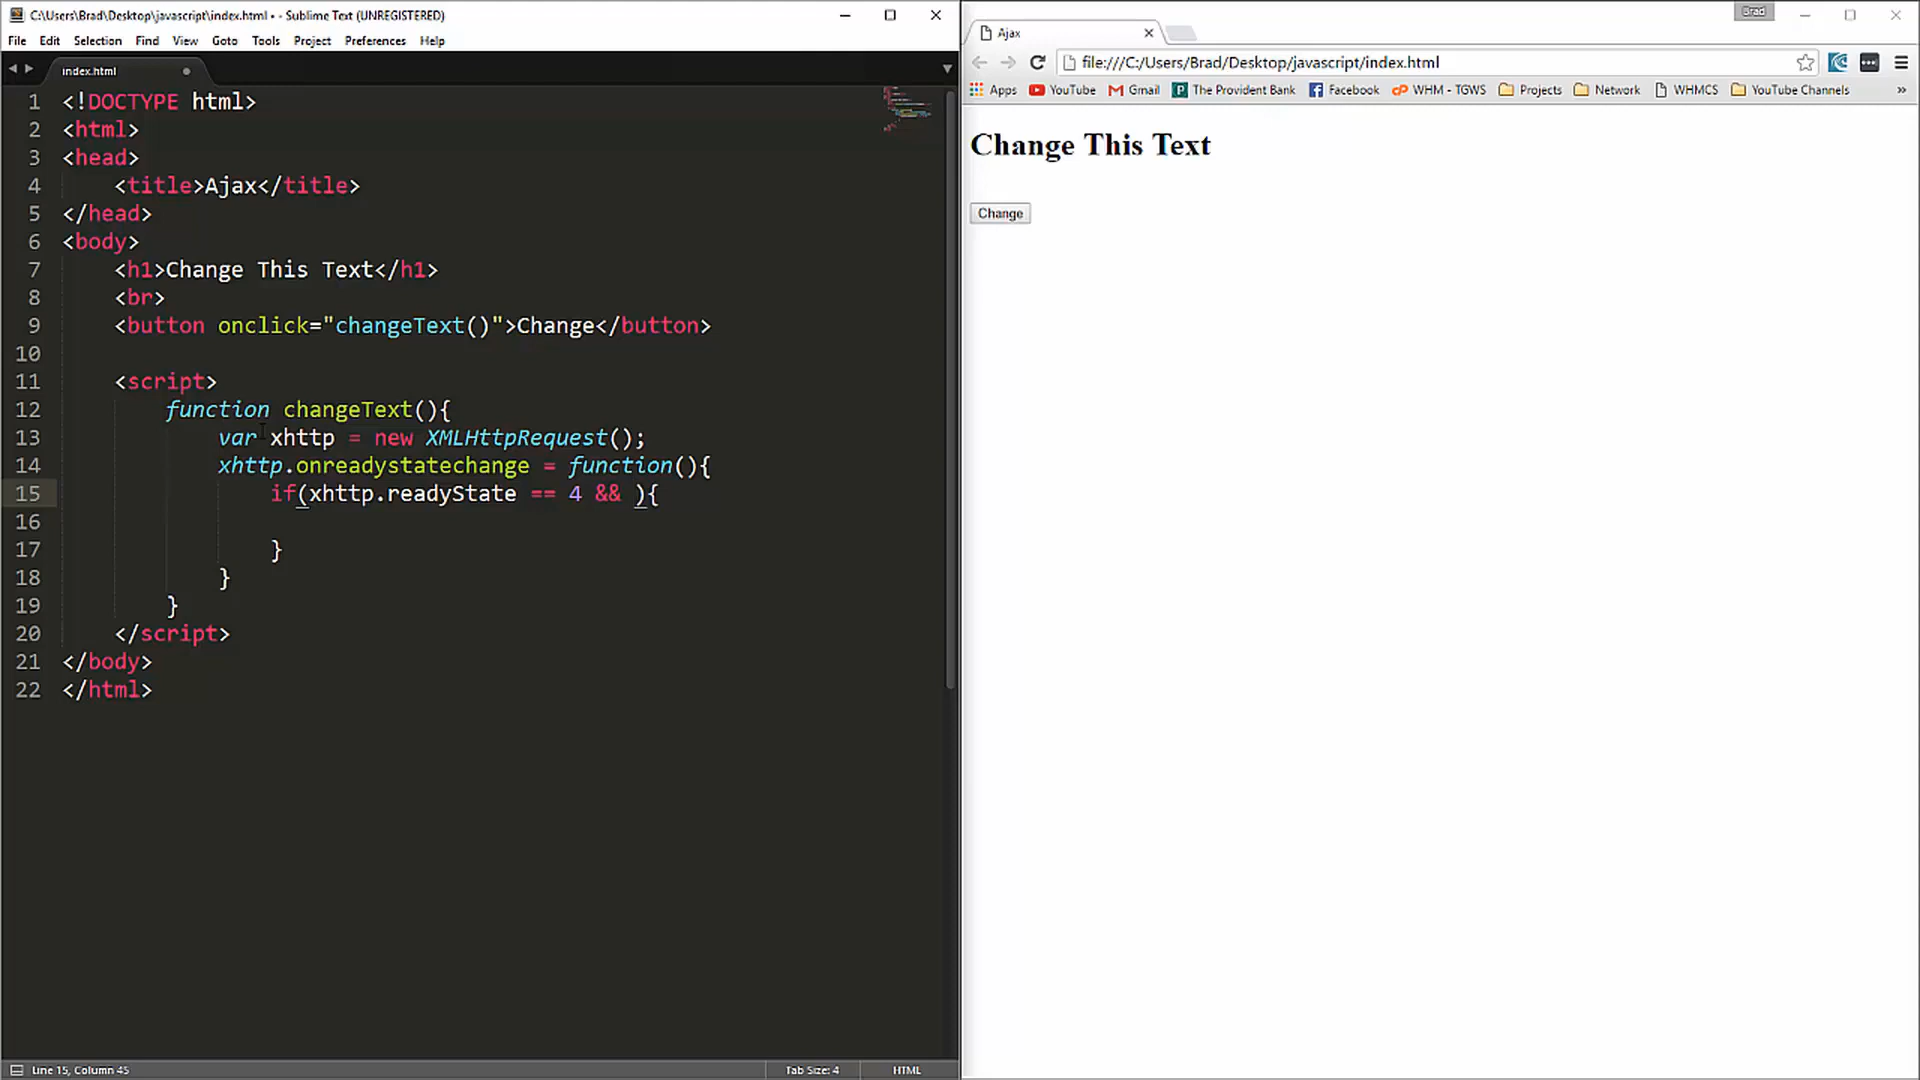 C:\Users\Brad\Desktop\javascript\index.html • - Sublime Text (UNREGISTERED)
File Edit Selection Find View Goto Tools Project Preferences Help
index.html
1 <!DOCTYPE html>
2 <html>
3 <head>
4 <title>Ajax</title>
5 </head>
6 <body>
7 <h1>Change This Text</h1>
8 <br>
9 <button onclick="changeText()">Change</button>
10
11 <script>
12 function changeText(){
13 var xhttp = new XMLHttpRequest();
14 xhttp.onreadystatechange = function(){
15 if(xhttp.readyState == 4 && ){
16
17 }
18 }
19 }
20 </script>
21 </body>
22 </html>
Line 15, Column 45 Tab Size: 4 HTML
Brad
Ajax
file:///C:/Users/Brad/Desktop/javascript/index.html
Apps YouTube Gmail The Provident Bank Facebook WHM - TGWS Projects Network WHMCS YouTube Channels »
Change This Text
Change